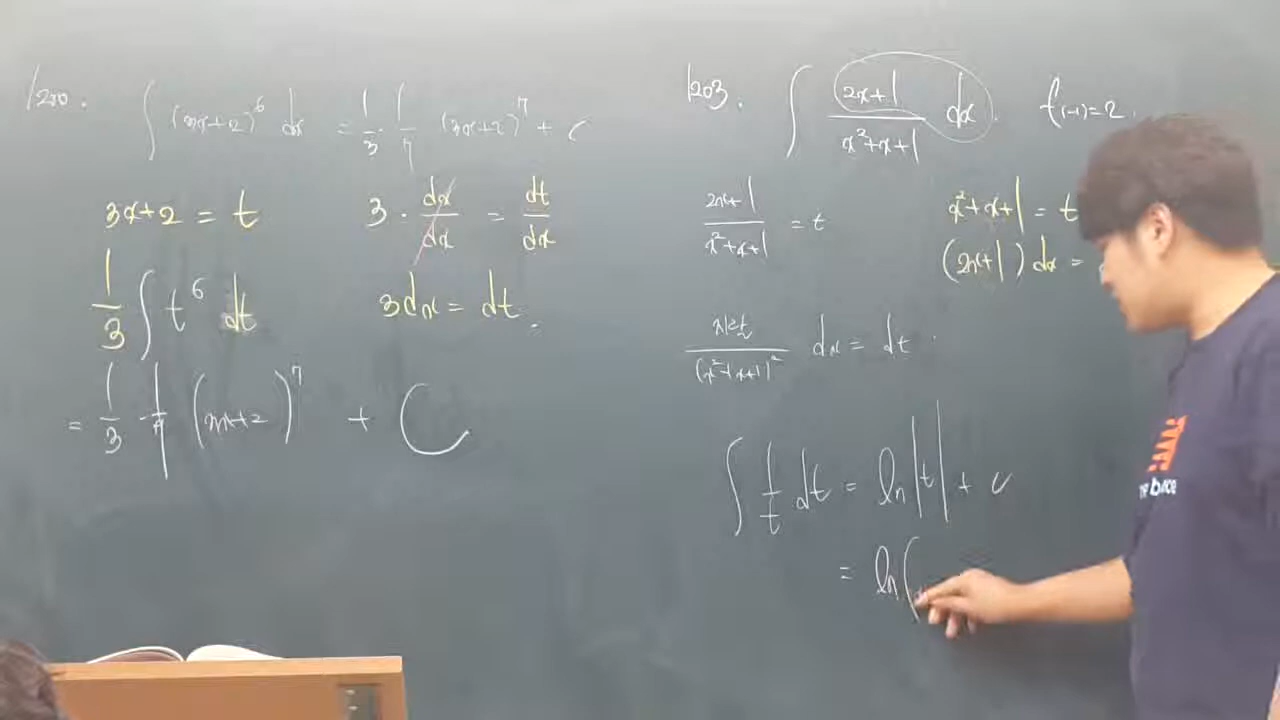 1200. ∫ (3x+2)^6 dx = 1/3 · 1/7 (3x+2)^7 + C
3x+2 = t
3 · dx/dx = dt/dx
1/3 ∫ t^6 dt
3dx = dt
= 1/3 · 1/7 (3x+2)^7 + C
1203. ∫ (2x+1)/(x²+x+1) dx. f(-1)=2.
(2x+1)/(x²+x+1) = t
x²+x+1 = t
(2x+1) dx =
/(x²+x+1)² dx = dt.
∫ 1/t dt = ln|t| + C
= ln(